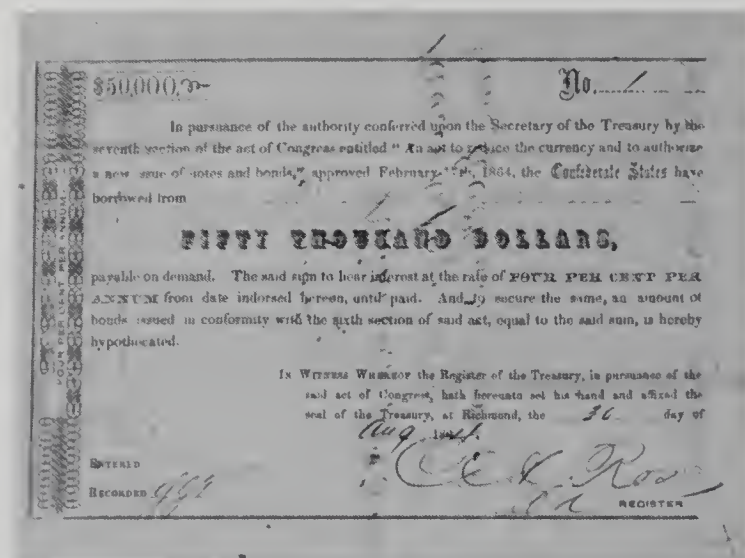 $50,000,
No. 1
In pursuance of the authority conferred upon the Secretary of the Treasury by the
seventh section of the act of Congress entitled "An act to reduce the currency and to authorize
a new issue of notes and bonds," approved February 1864, the Confederate States have
borrowed from
FIFTY THOUSAND DOLLARS,
payable on demand. The said sum to bear interest at the rate of FOUR PER CENT PER
ANNUM from date indorsed hereon, until paid. And to secure the same, an amount of
bonds issued in conformity with the sixth section of said act, equal to the said sum, is hereby
hypothecated.
IN WITNESS WHEREOF the Register of the Treasury, in pursuance of the
said act of Congress, hath hereunto set his hand and affixed the
seal of the Treasury, at Richmond, the 30 day of
Aug
ENTERED
RECORDED
REGISTER
FOUR PER CENT PER ANNUM.